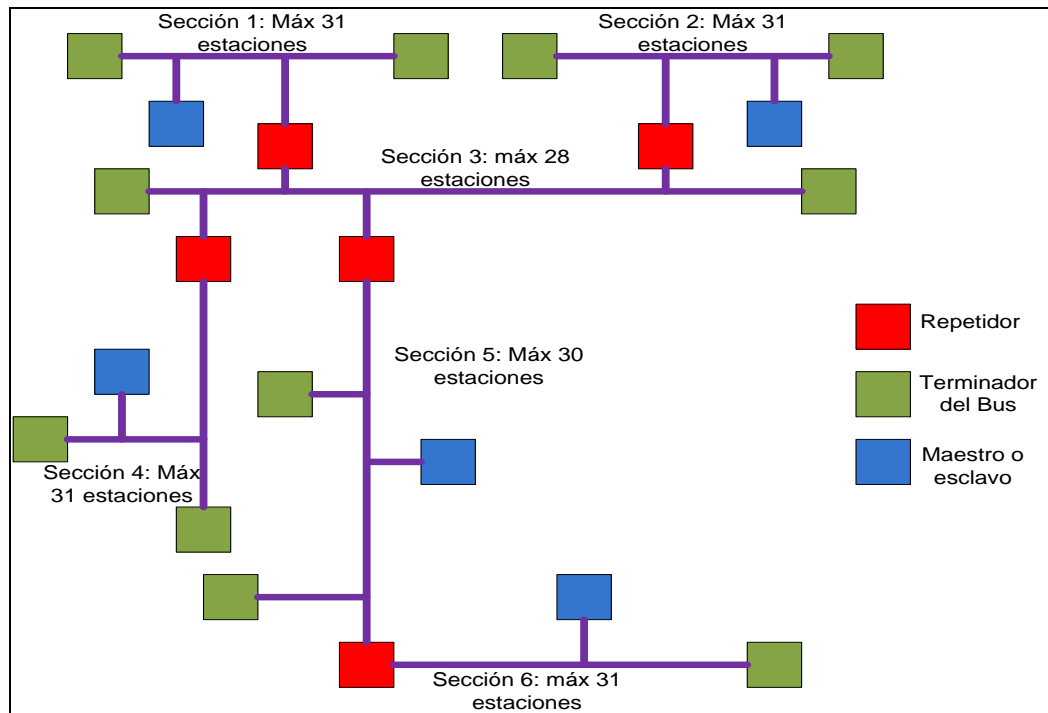 Sección 1: Máx 31
estaciones
Sección 2: Máx 31
estaciones
Sección 3: máx 28
estaciones
Sección 5: Máx 30
estaciones
Sección 4: Máx
31 estaciones
Sección 6: máx 31
estaciones
Repetidor
Terminador
del Bus
Maestro o
esclavo